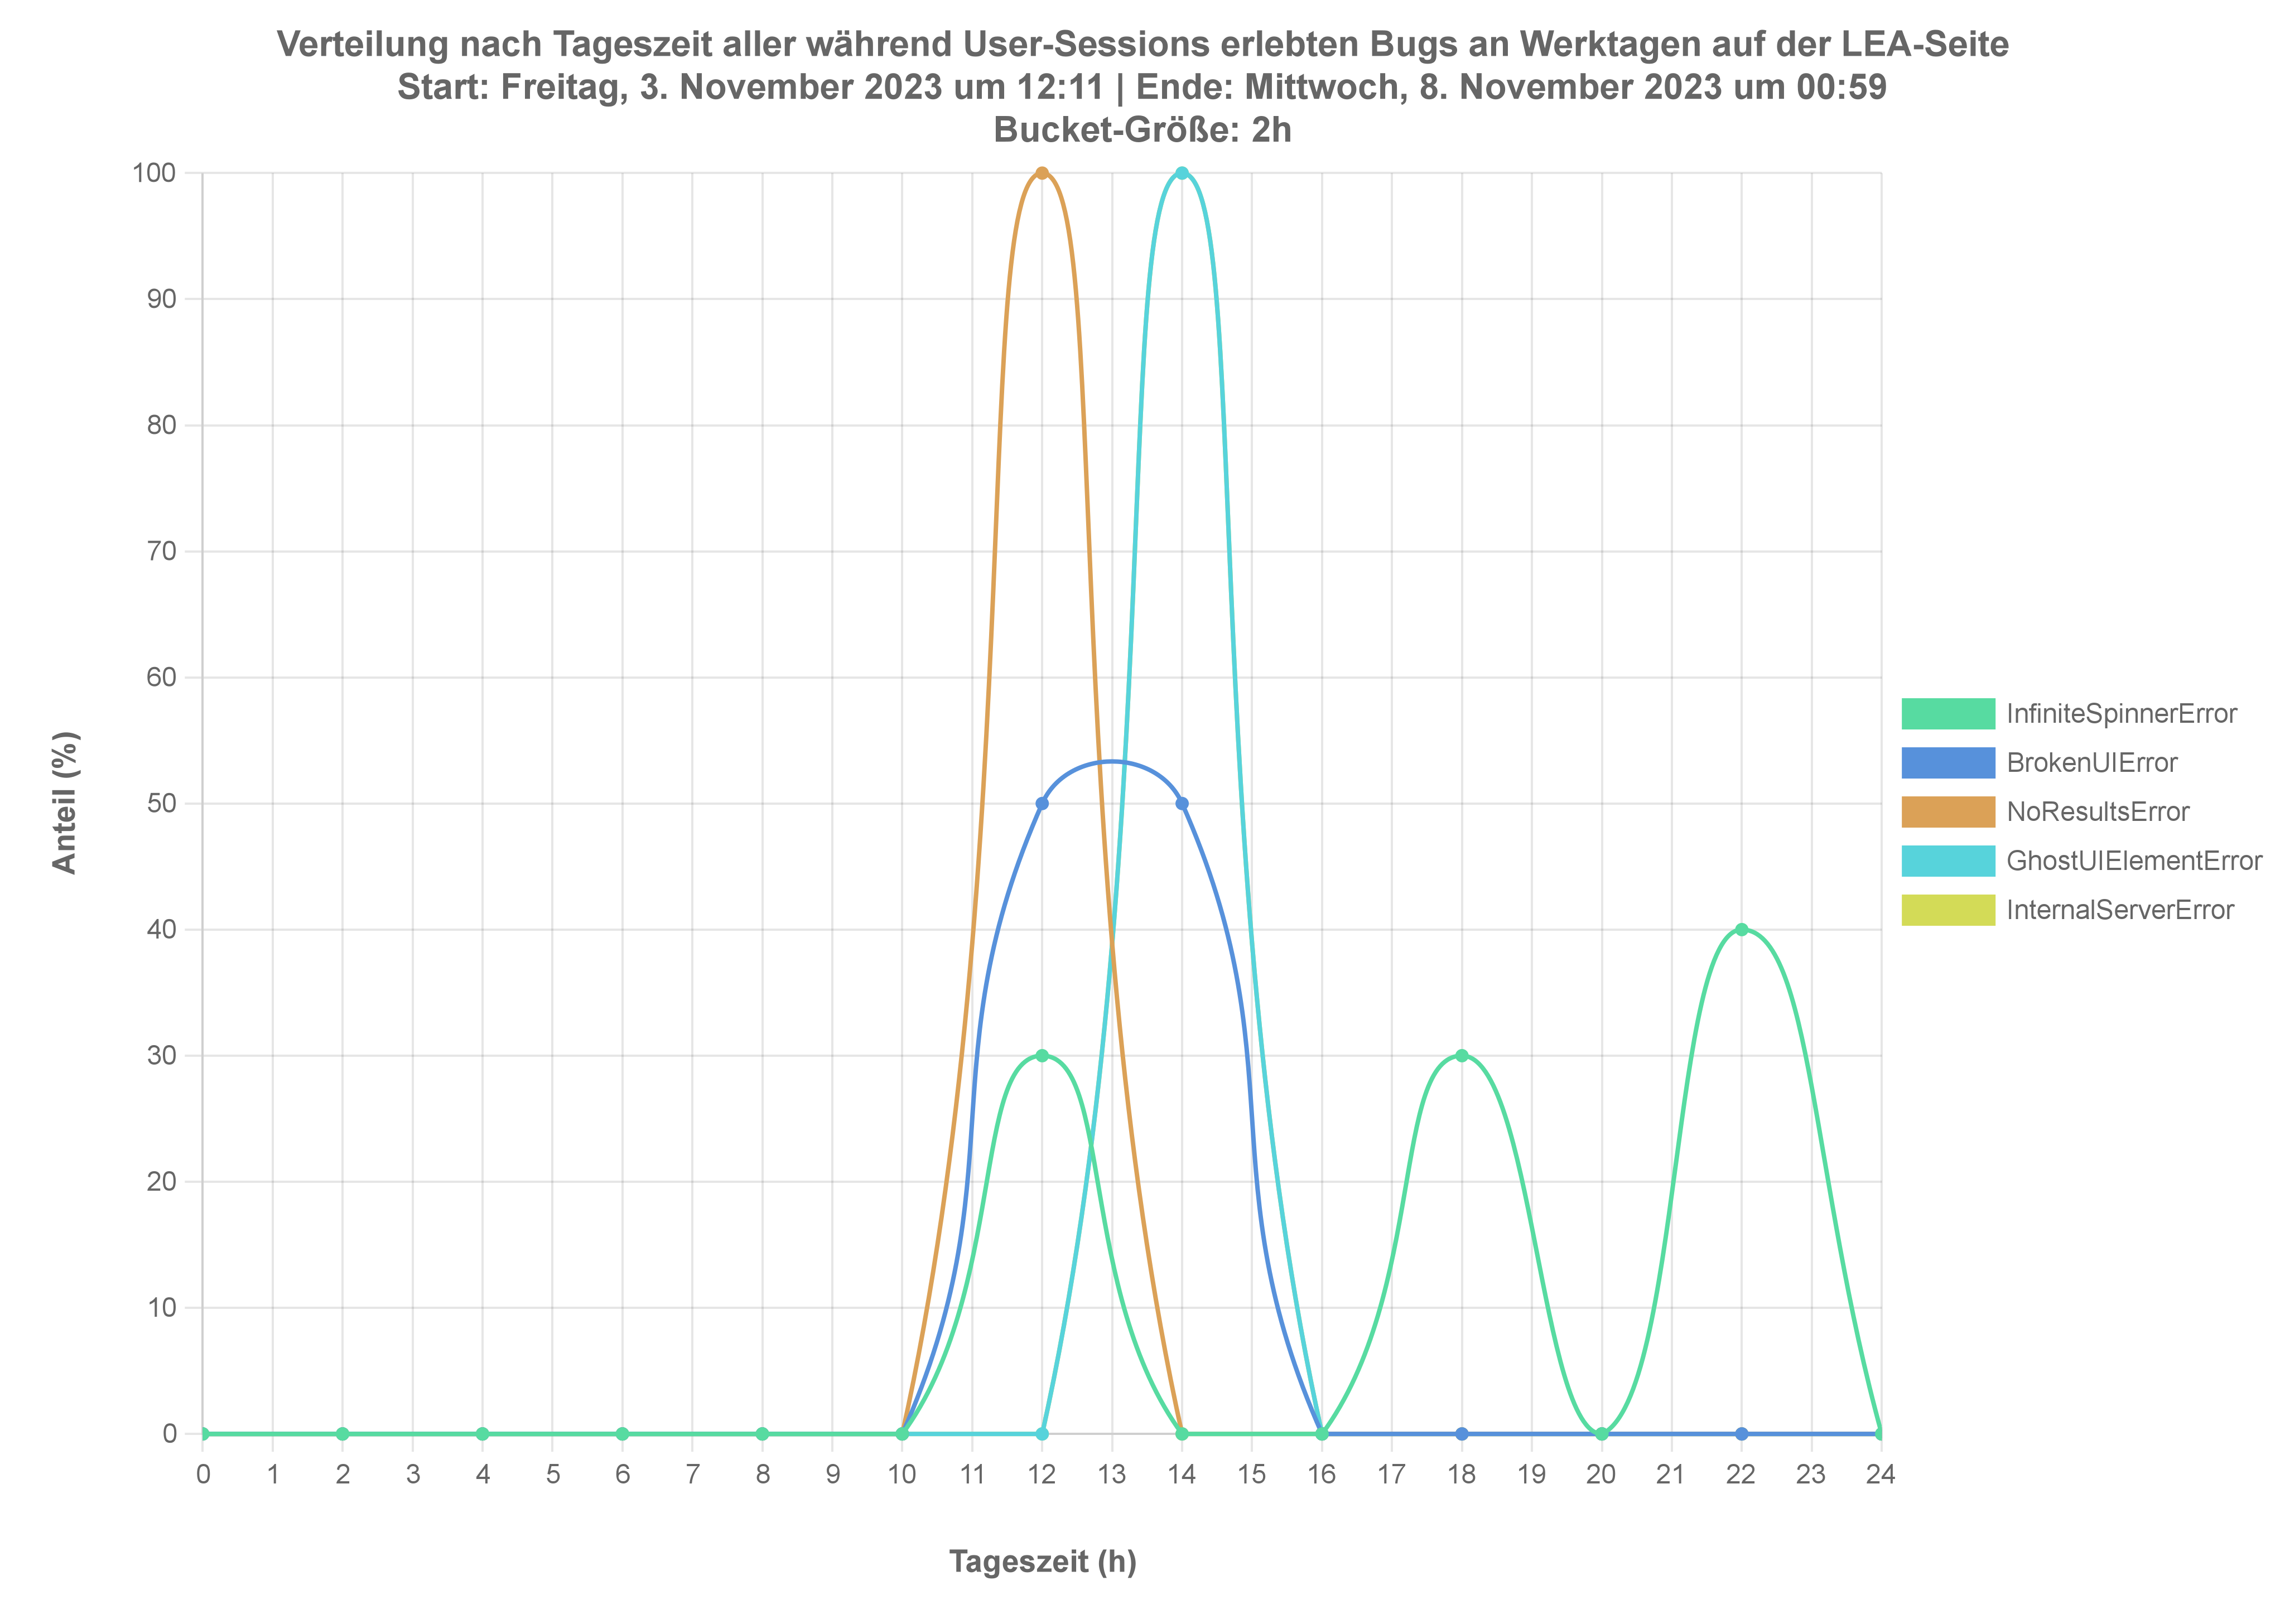 Verteilung nach Tageszeit aller während User-Sessions erlebten Bugs an Werktagen auf der LEA-Seite
Start: Freitag, 3. November 2023 um 12:11 | Ende: Mittwoch, 8. November 2023 um 00:59
Bucket-Größe: 2h
100
90
80
70
60
50
40
30
20
10
0
Anteil (%)
0 1 2 3 4 5 6 7 8 9 10 11 12 13 14 15 16 17 18 19 20 21 22 23 24
Tageszeit (h)
InfiniteSpinnerError
BrokenUIError
NoResultsError
GhostUIElementError
InternalServerError